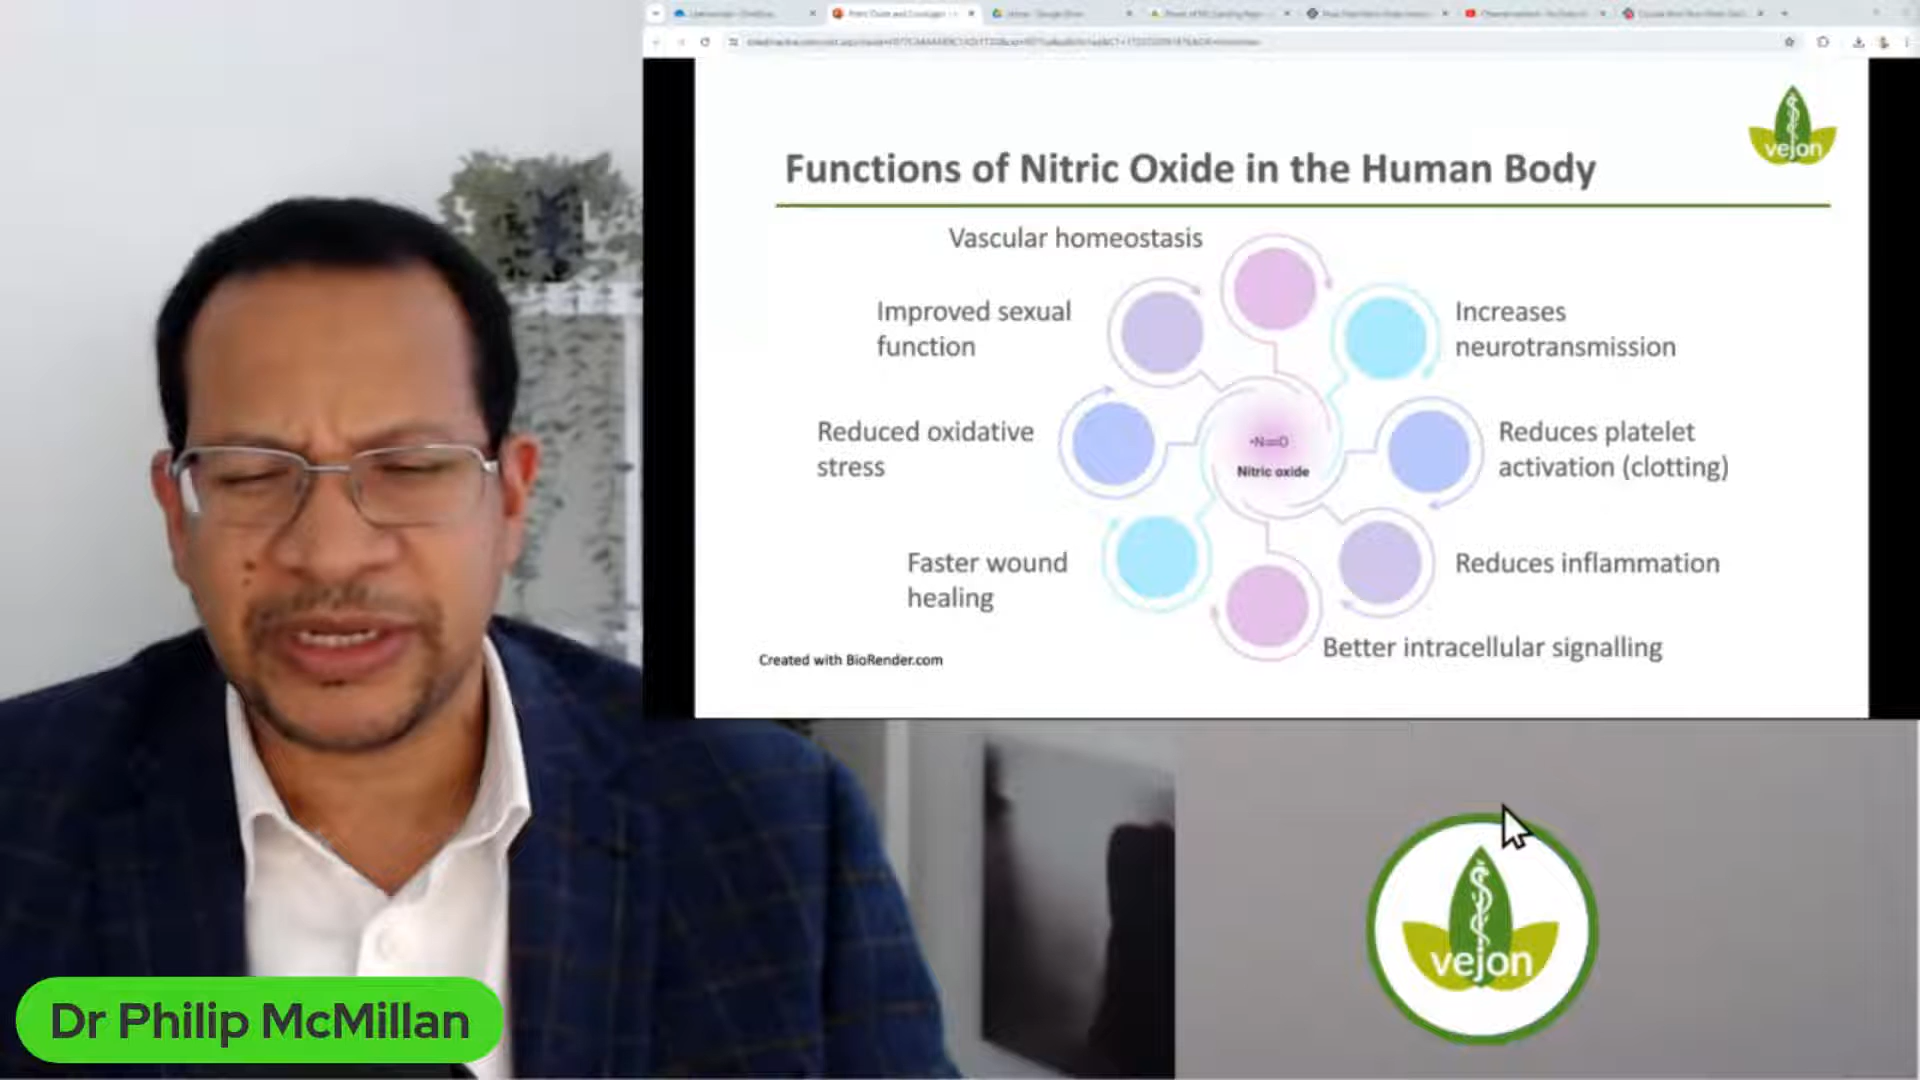 vejon
Functions of Nitric Oxide in the Human Body
Vascular homeostasis
Improved sexual
function
Increases
neurotransmission
Reduced oxidative
stress
•N═O
Nitric oxide
Reduces platelet
activation (clotting)
Faster wound
healing
Reduces inflammation
Better intracellular signalling
Created with BioRender.com
vejon
Dr Philip McMillan